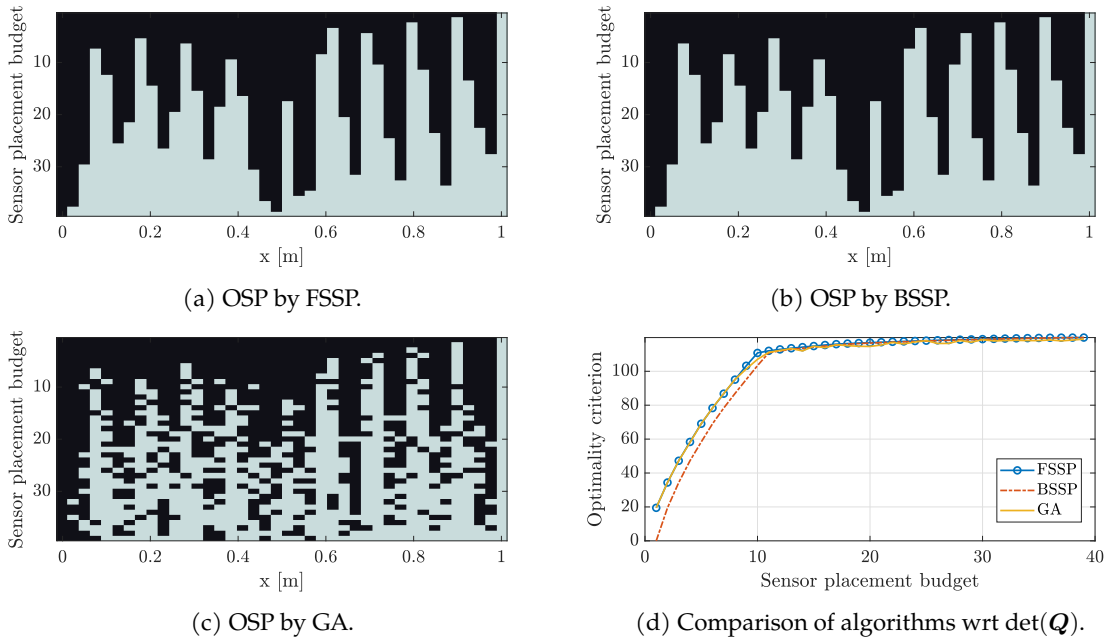 Sensor placement budget
10
20
30
0
0.2
0.4
0.6
0.8
1
x [m]
(a) OSP by FSSP.
Sensor placement budget
10
20
30
0
0.2
0.4
0.6
0.8
1
x [m]
(b) OSP by BSSP.
Sensor placement budget
10
20
30
0
0.2
0.4
0.6
0.8
1
x [m]
(c) OSP by GA.
Optimality criterion
100
80
60
40
20
0
0
10
20
30
40
Sensor placement budget
FSSP
BSSP
GA
(d) Comparison of algorithms wrt det(Q).